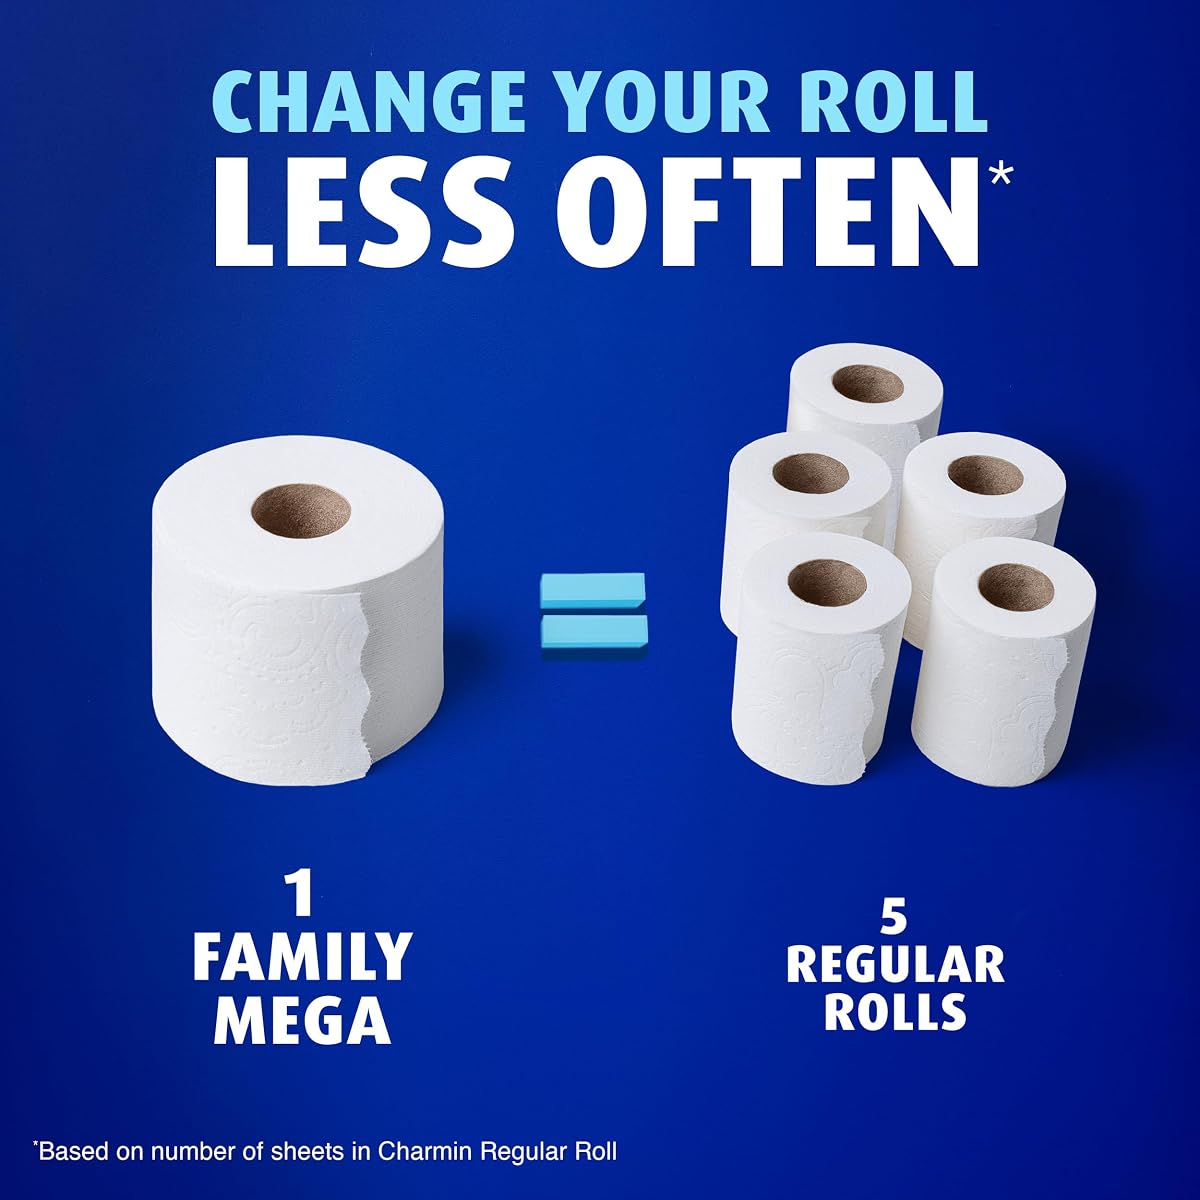 CHANGE YOUR ROLL
LESS OFTEN*
1
FAMILY
MEGA
5
REGULAR
ROLLS
*Based on number of sheets in Charmin Regular Roll